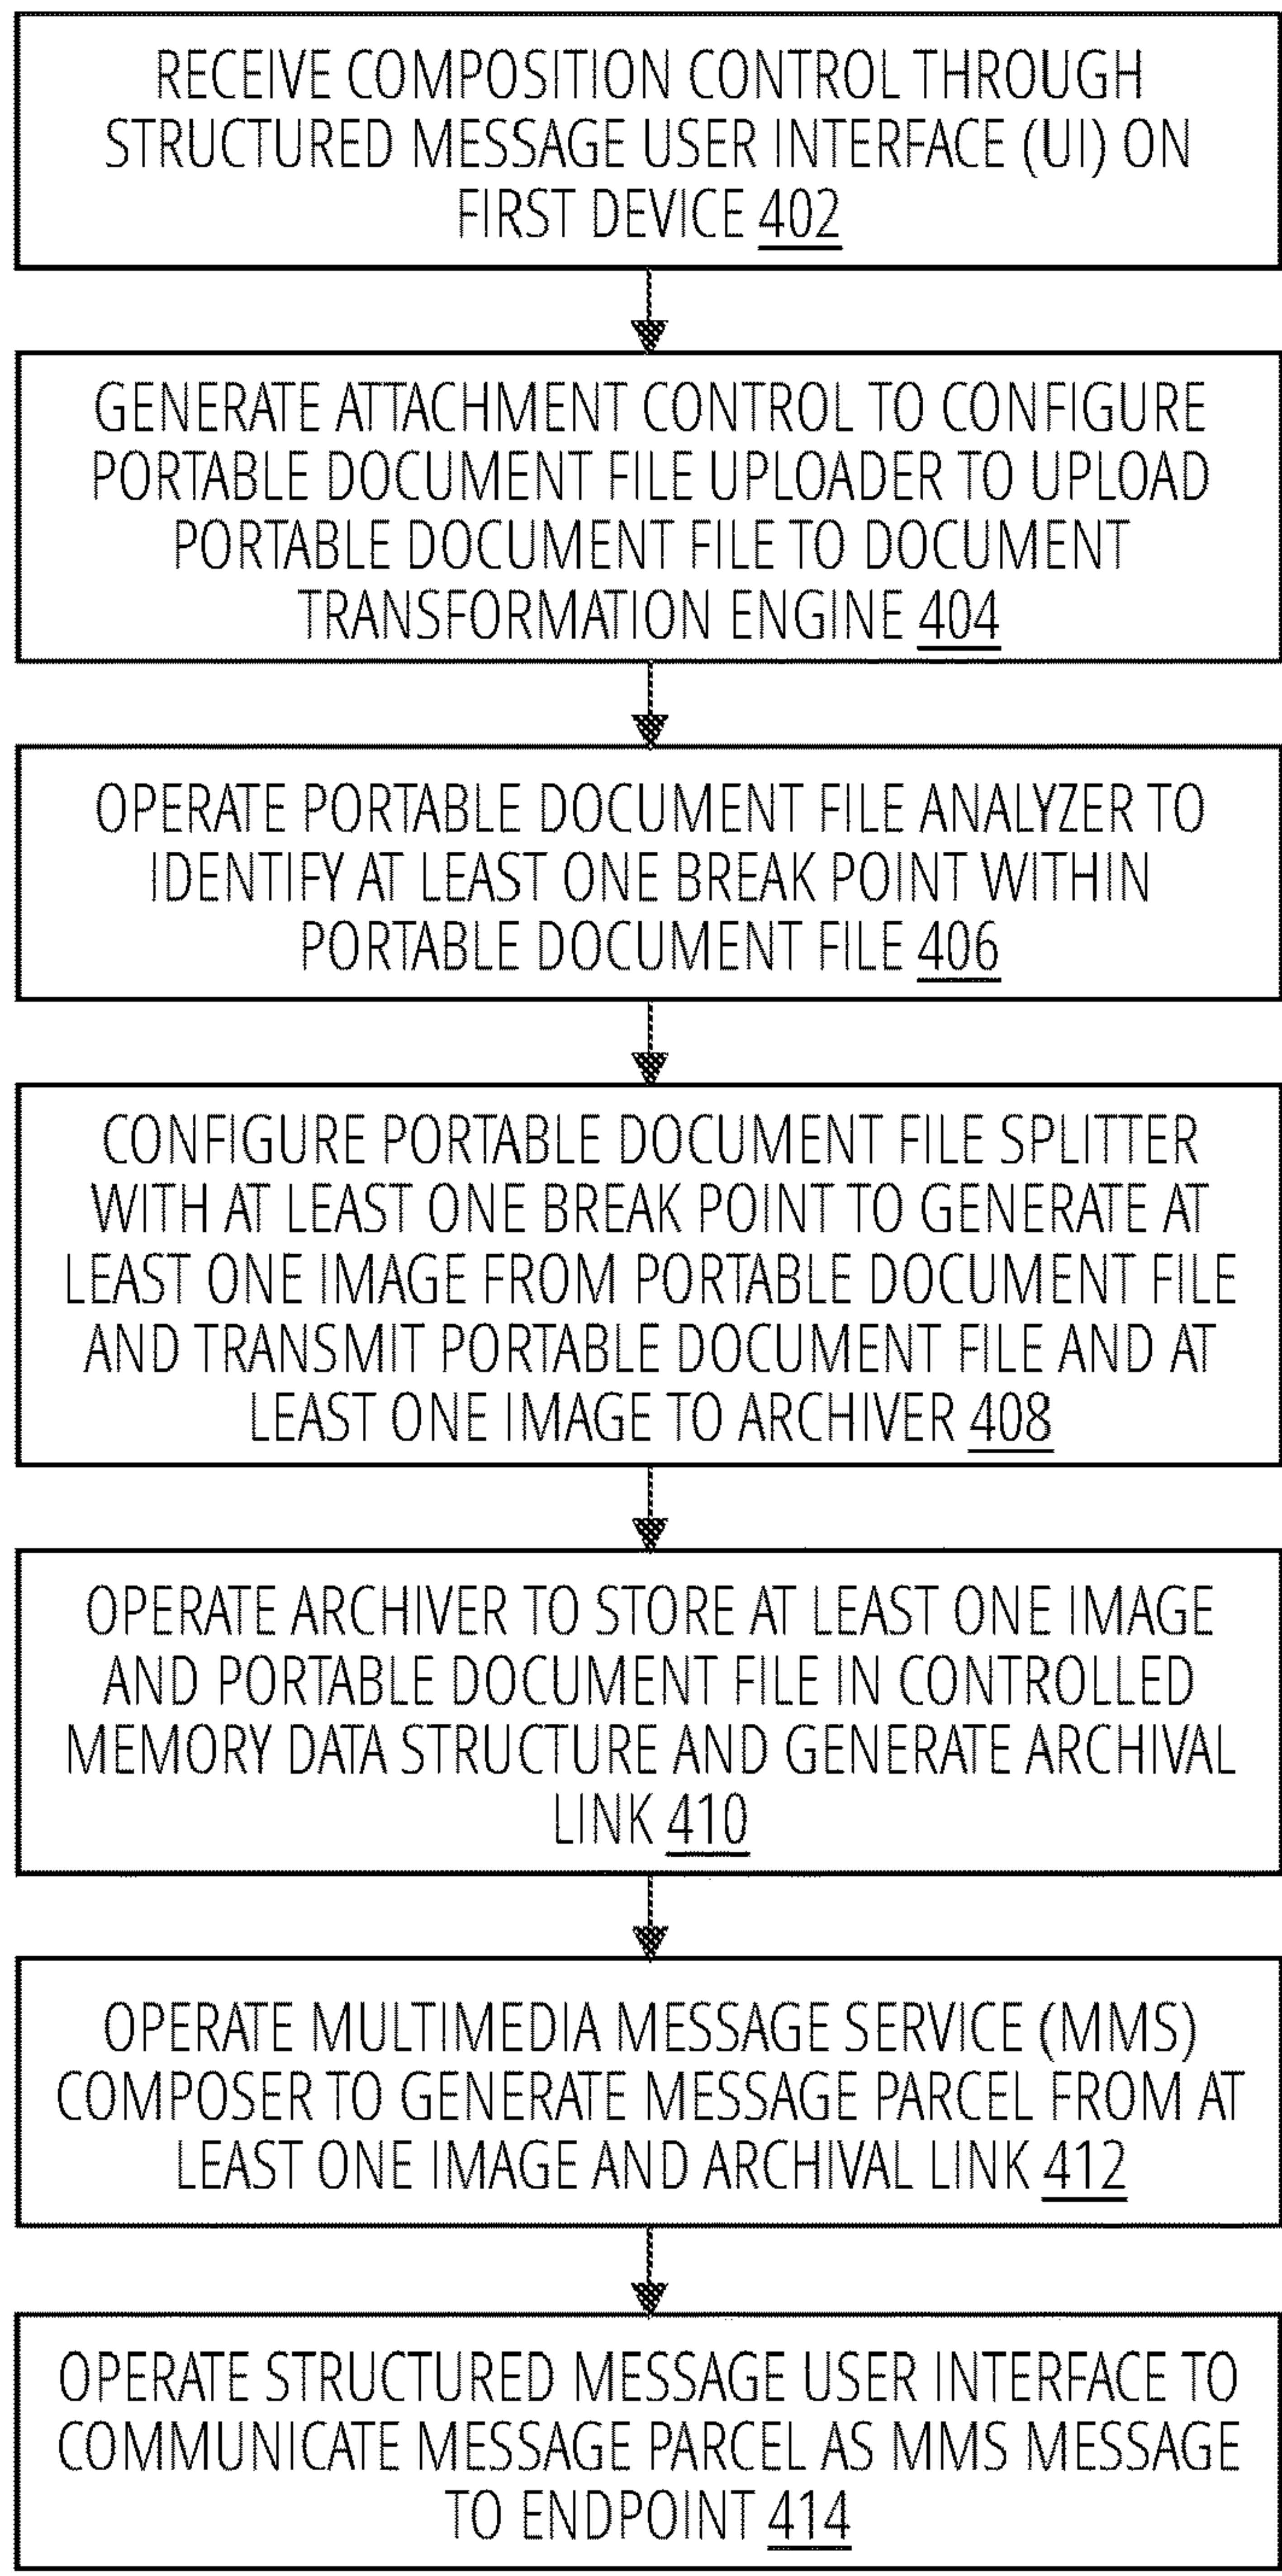 RECEIVE COMPOSITION CONTROL THROUGH
STRUCTURED MESSAGE USER INTERFACE (UI) ON
FIRST DEVICE 402
GENERATE ATTACHMENT CONTROL TO CONFIGURE
PORTABLE DOCUMENT FILE UPLOADER TO UPLOAD
PORTABLE DOCUMENT FILE TO DOCUMENT
TRANSFORMATION ENGINE 404
OPERATE PORTABLE DOCUMENT FILE ANALYZER TO
IDENTIFY AT LEAST ONE BREAK POINT WITHIN
PORTABLE DOCUMENT FILE 406
CONFIGURE PORTABLE DOCUMENT FILE SPLITTER
WITH AT LEAST ONE BREAK POINT TO GENERATE AT
LEAST ONE IMAGE FROM PORTABLE DOCUMENT FILE
AND TRANSMIT PORTABLE DOCUMENT FILE AND AT
LEAST ONE IMAGE TO ARCHIVER 408
OPERATE ARCHIVER TO STORE AT LEAST ONE IMAGE
AND PORTABLE DOCUMENT FILE IN CONTROLLED
MEMORY DATA STRUCTURE AND GENERATE ARCHIVAL
LINK 410
OPERATE MULTIMEDIA MESSAGE SERVICE (MMS)
COMPOSER TO GENERATE MESSAGE PARCEL FROM AT
LEAST ONE IMAGE AND ARCHIVAL LINK 412
OPERATE STRUCTURED MESSAGE USER INTERFACE TO
COMMUNICATE MESSAGE PARCEL AS MMS MESSAGE
TO ENDPOINT 414